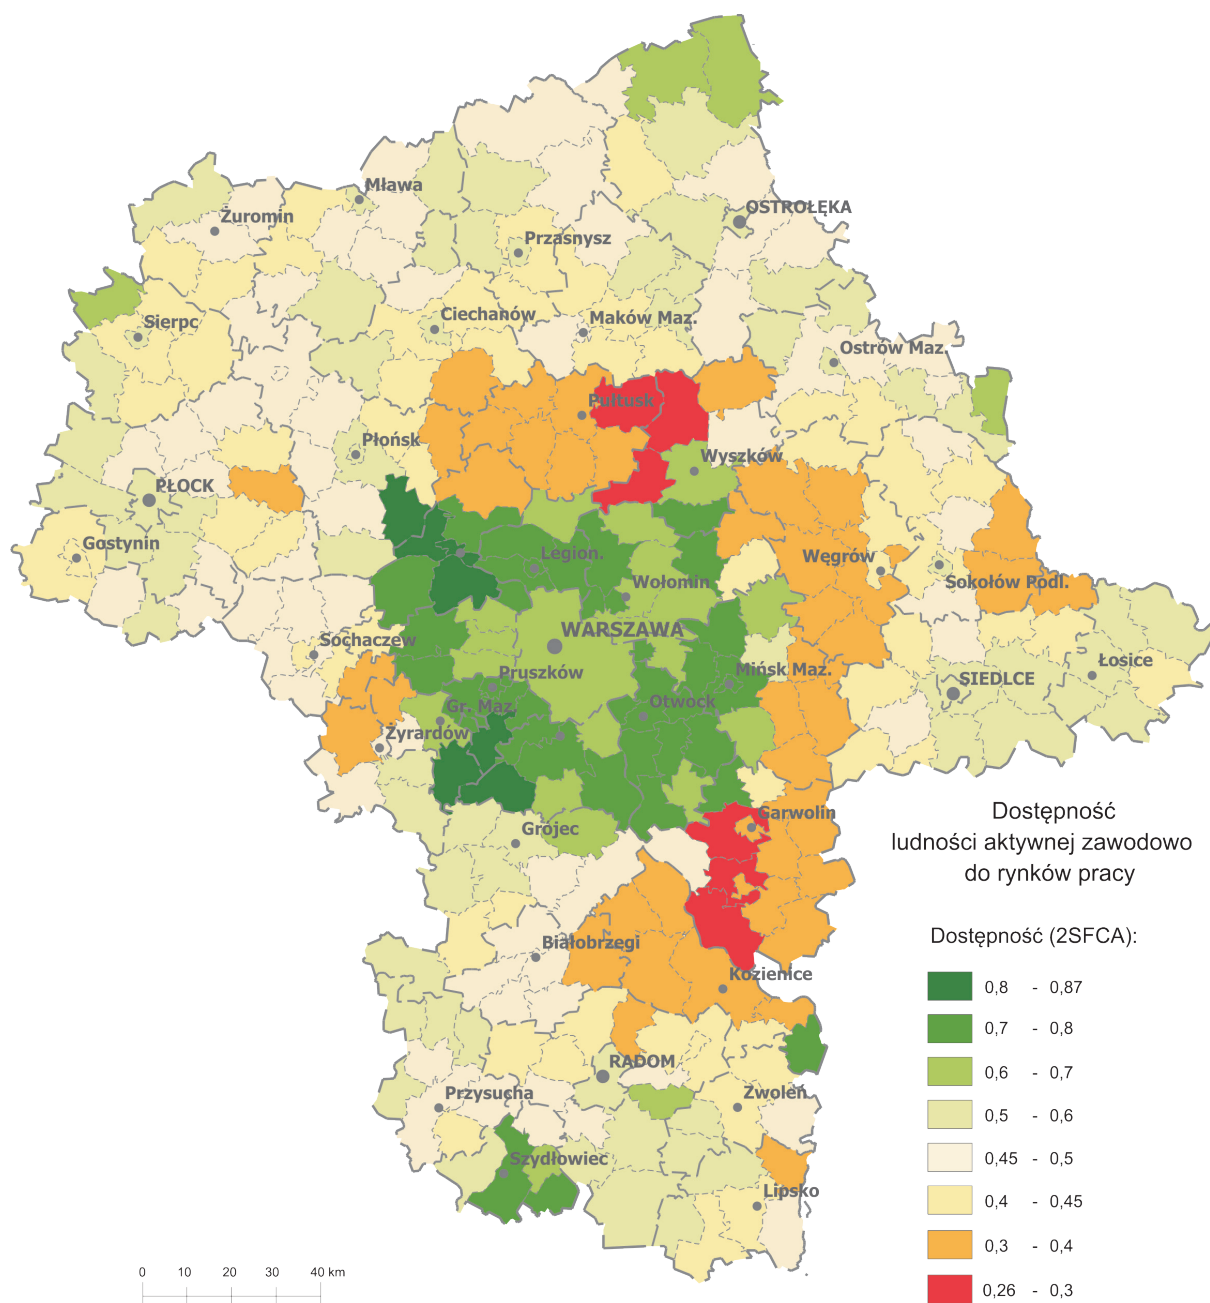 Mława
Żuromin
OSTROŁĘKA
Przasnysz
Sierpc
Ciechanów
Maków Maz.
Ostrów Maz.
Pułtusk
Płońsk
Wyszków
PŁOCK
Gostynin
Legion.
Węgrów
Wołomin
Sokołów Podl.
Sochaczew
WARSZAWA
Pruszków
Mińsk Maz.
Łosice
SIEDLCE
Gr. Maz.
Otwock
Żyrardów
Garwolin
Grójec
Białobrzegi
Kozienice
RADOM
Przysucha
Zwoleń
Szydłowiec
Lipsko
Dostępność
ludności aktywnej zawodowo
do rynków pracy
Dostępność (2SFCA):
0,8 - 0,87
0,7 - 0,8
0,6 - 0,7
0,5 - 0,6
0,45 - 0,5
0,4 - 0,45
0,3 - 0,4
0,26 - 0,3
0 10 20 30 40 km